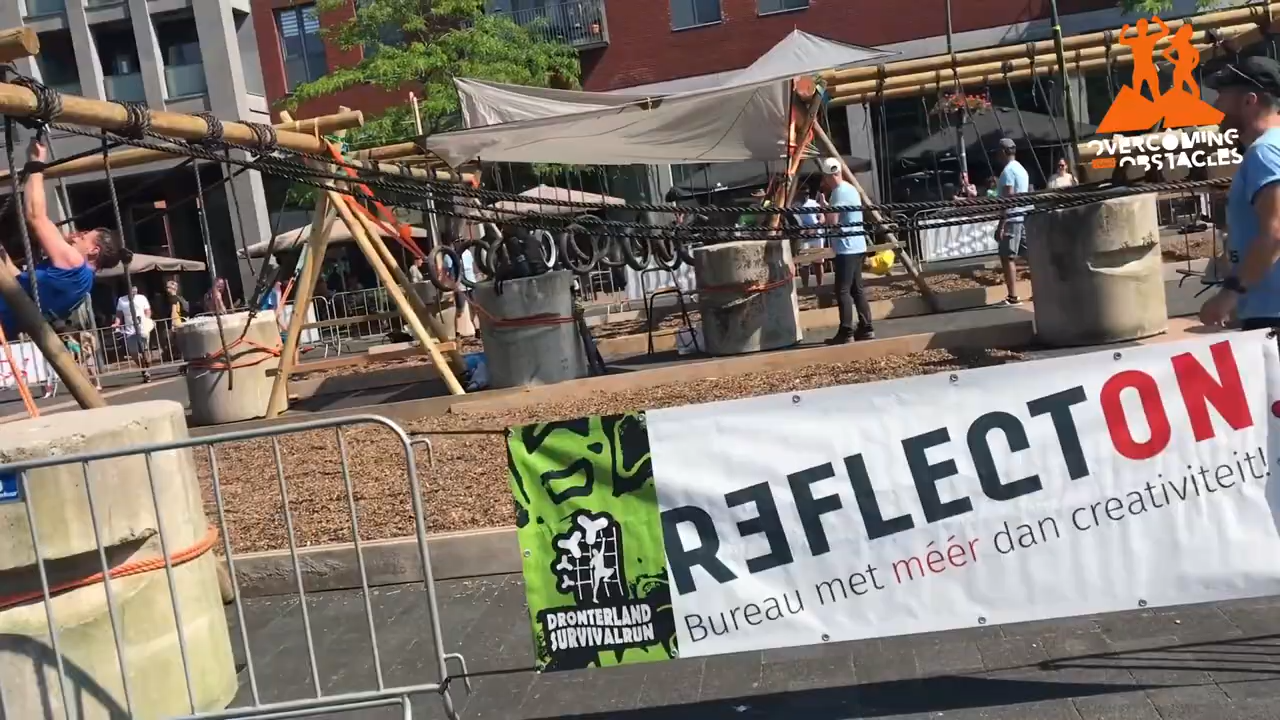 OVERCOMING
OBSTACLES
REFLECTON
Bureau met méér dan creativiteit!
DRONTERLAND
SURVIVALRUN